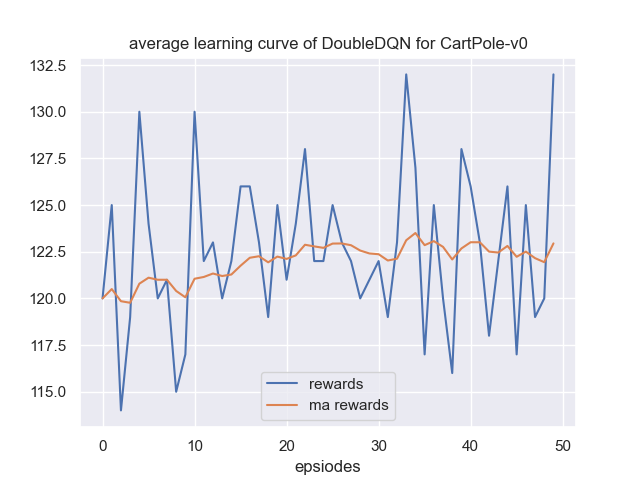 average learning curve of DoubleDQN for CartPole-v0
132.5
130.0
127.5
125.0
122.5
120.0
117.5
115.0
rewards
ma rewards
0 10 20 30 40 50
epsiodes